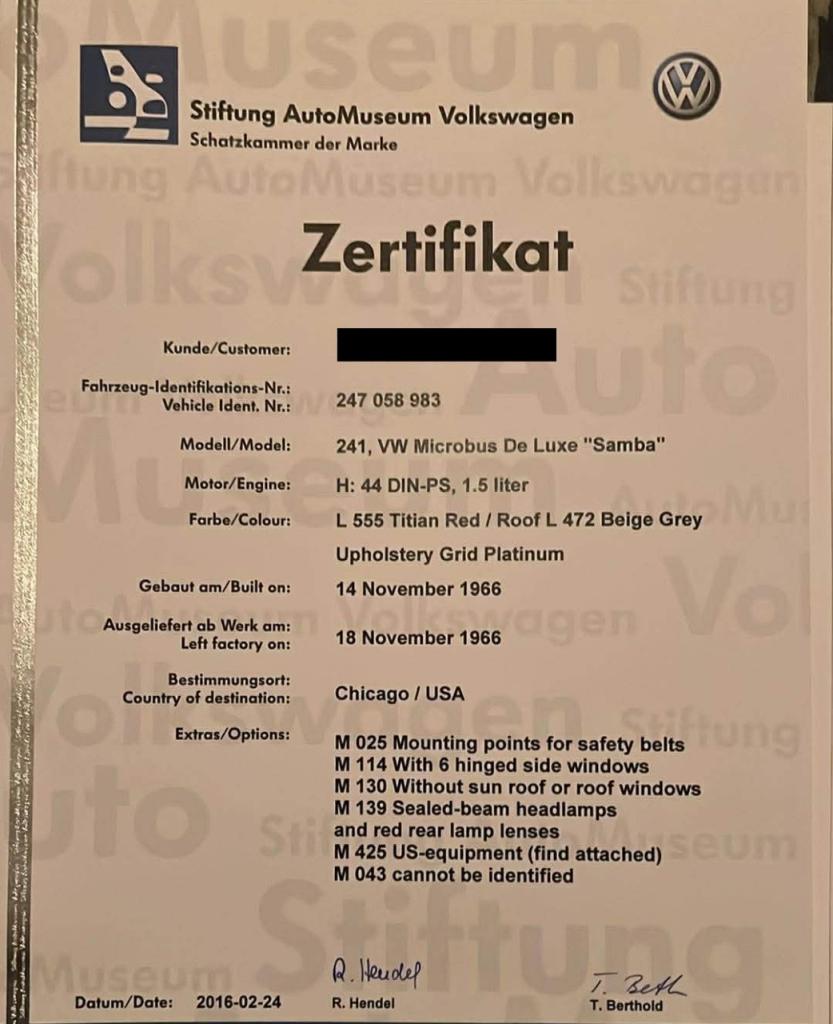 Stiftung AutoMuseum Volkswagen
Schatzkammer der Marke
Zertifikat
Kunde/Customer:
Fahrzeug-Identifikations-Nr.:
Vehicle Ident. Nr.: 247 058 983
Modell/Model: 241, VW Microbus De Luxe "Samba"
Motor/Engine: H: 44 DIN-PS, 1.5 liter
Farbe/Colour: L 555 Titian Red / Roof L 472 Beige Grey
Upholstery Grid Platinum
Gebaut am/Built on: 14 November 1966
Ausgeliefert ab Werk am:
Left factory on: 18 November 1966
Bestimmungsort:
Country of destination: Chicago / USA
Extras/Options: M 025 Mounting points for safety belts
M 114 With 6 hinged side windows
M 130 Without sun roof or roof windows
M 139 Sealed-beam headlamps
and red rear lamp lenses
M 425 US-equipment (find attached)
M 043 cannot be identified
R. Hendel
T. Beth
Datum/Date: 2016-02-24 R. Hendel T. Berthold